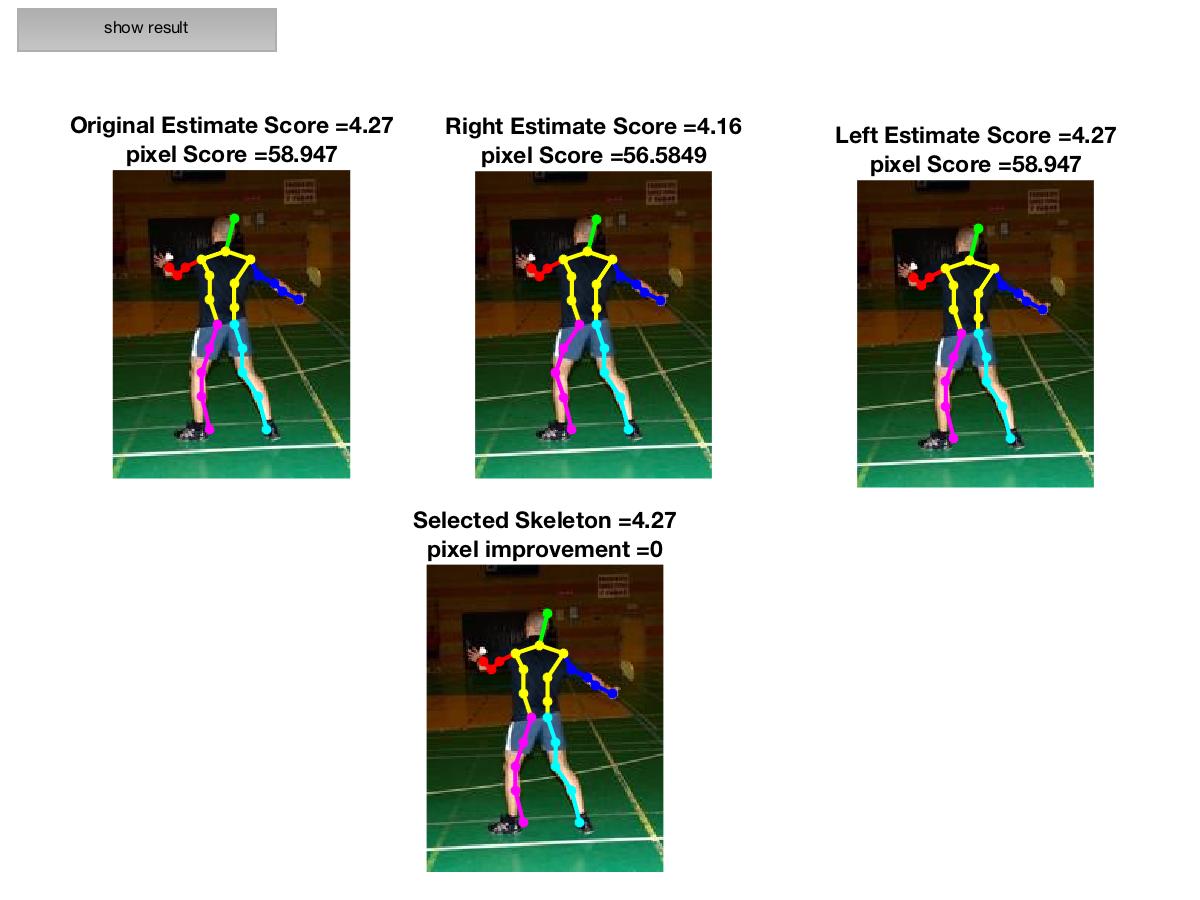 show result
Original Estimate Score =4.27
pixel Score =58.947
Right Estimate Score =4.16
pixel Score =56.5849
Left Estimate Score =4.27
pixel Score =58.947
Selected Skeleton =4.27
pixel improvement =0